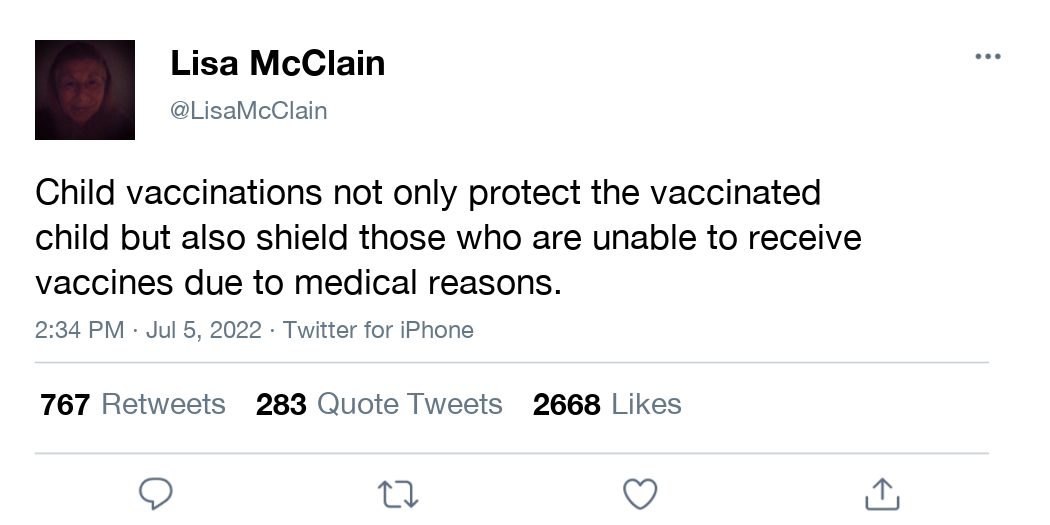 Lisa McClain
@LisaMcClain
Child vaccinations not only protect the vaccinated
child but also shield those who are unable to receive
vaccines due to medical reasons.
2:34 PM · Jul 5, 2022 · Twitter for iPhone
767 Retweets 283 Quote Tweets 2668 Likes